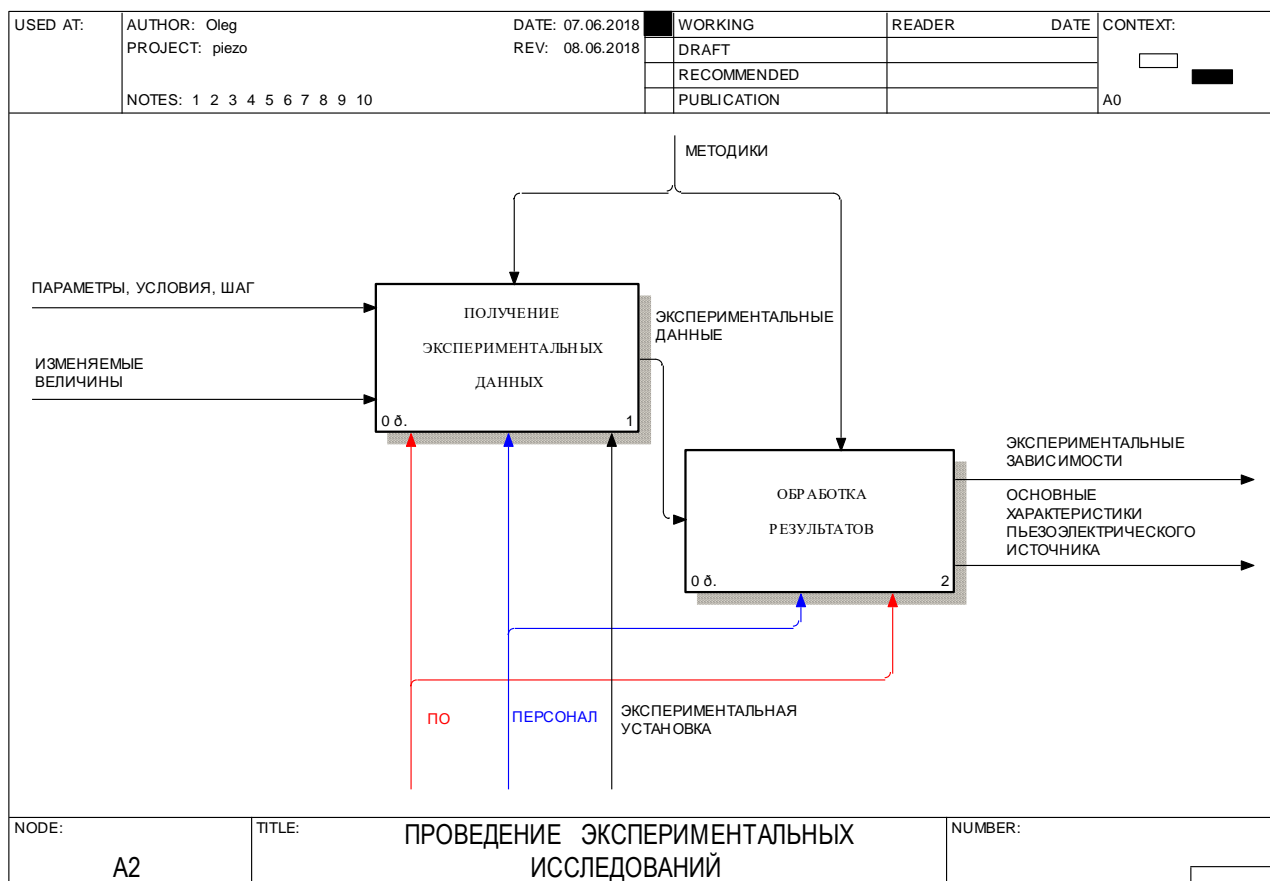 USED AT:
AUTHOR: Oleg
DATE: 07.06.2018
WORKING
READER
DATE
CONTEXT:
PROJECT: piezo
REV: 08.06.2018
DRAFT
RECOMMENDED
NOTES: 1 2 3 4 5 6 7 8 9 10
PUBLICATION
A0
МЕТОДИКИ
ПАРАМЕТРЫ, УСЛОВИЯ, ШАГ
ИЗМЕНЯЕМЫЕ
ВЕЛИЧИНЫ
ПОЛУЧЕНИЕ
ЭКСПЕРИМЕНТАЛЬНЫХ
ДАННЫХ
0 ð.
1
ЭКСПЕРИМЕНТАЛЬНЫЕ
ДАННЫЕ
ОБРАБОТКА
РЕЗУЛЬТАТОВ
0 ð.
2
ЭКСПЕРИМЕНТАЛЬНЫЕ
ЗАВИСИМОСТИ
ОСНОВНЫЕ
ХАРАКТЕРИСТИКИ
ПЬЕЗОЭЛЕКТРИЧЕСКОГО
ИСТОЧНИКА
ПО
ПЕРСОНАЛ
ЭКСПЕРИМЕНТАЛЬНАЯ
УСТАНОВКА
NODE:
A2
TITLE:
ПРОВЕДЕНИЕ ЭКСПЕРИМЕНТАЛЬНЫХ
ИССЛЕДОВАНИЙ
NUMBER: